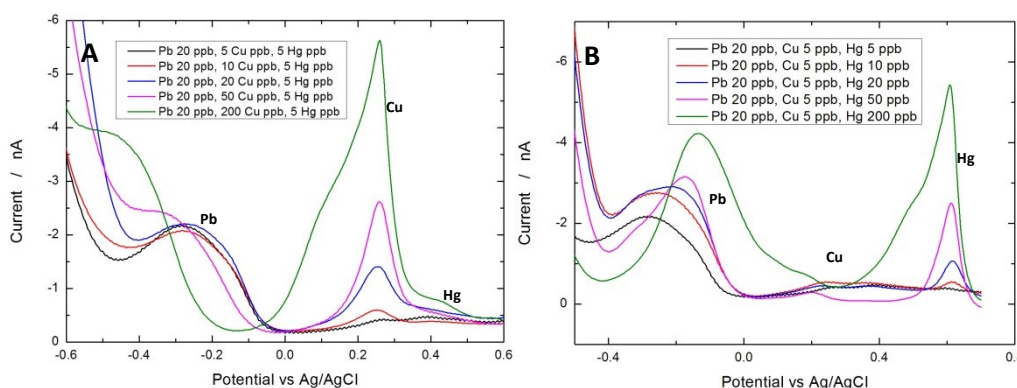 A
Pb 20 ppb, 5 Cu ppb, 5 Hg ppb
Pb 20 ppb, 10 Cu ppb, 5 Hg ppb
Pb 20 ppb, 20 Cu ppb, 5 Hg ppb
Pb 20 ppb, 50 Cu ppb, 5 Hg ppb
Pb 20 ppb, 200 Cu ppb, 5 Hg ppb
Cu
Pb
Hg
Current / nA
-6
-5
-4
-3
-2
-1
0
-0.6 -0.4 -0.2 0.0 0.2 0.4 0.6
Potential vs Ag/AgCl
B
Pb 20 ppb, Cu 5 ppb, Hg 5 ppb
Pb 20 ppb, Cu 5 ppb, Hg 10 ppb
Pb 20 ppb, Cu 5 ppb, Hg 20 ppb
Pb 20 ppb, Cu 5 ppb, Hg 50 ppb
Pb 20 ppb, Cu 5 ppb, Hg 200 ppb
Hg
Pb
Cu
Current / nA
-6
-4
-2
0
-0.4 0.0 0.4
Potential vs Ag/AgCl